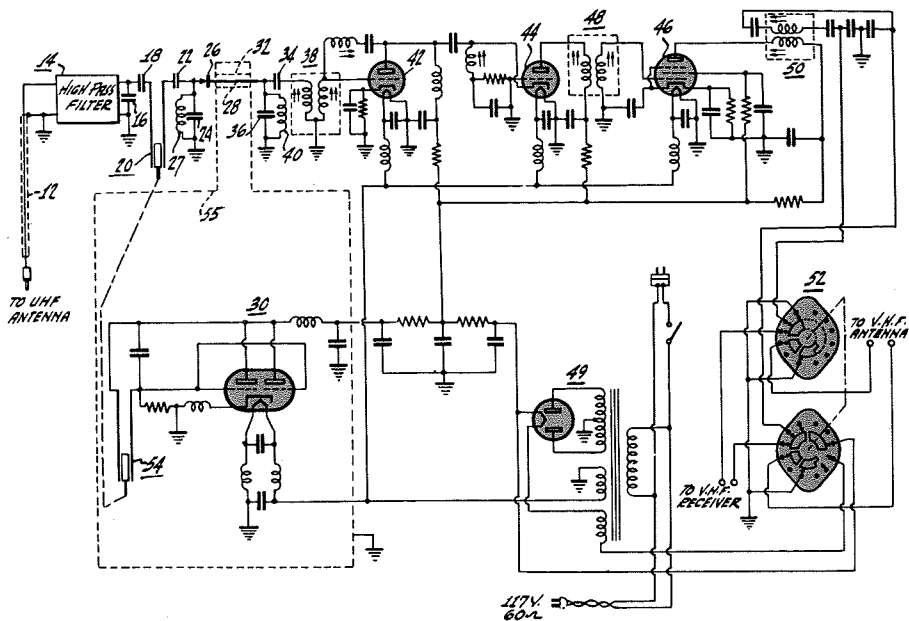 14
HIGH PASS
FILTER
18
16
20
22
26
32
34
38
28
24
27
36
40
42
44
48
46
50
12
55
TO UHF
ANTENNA
30
54
49
52
TO V.H.F.
ANTENNA
TO V.H.F.
RECEIVER
117V.
60Ω